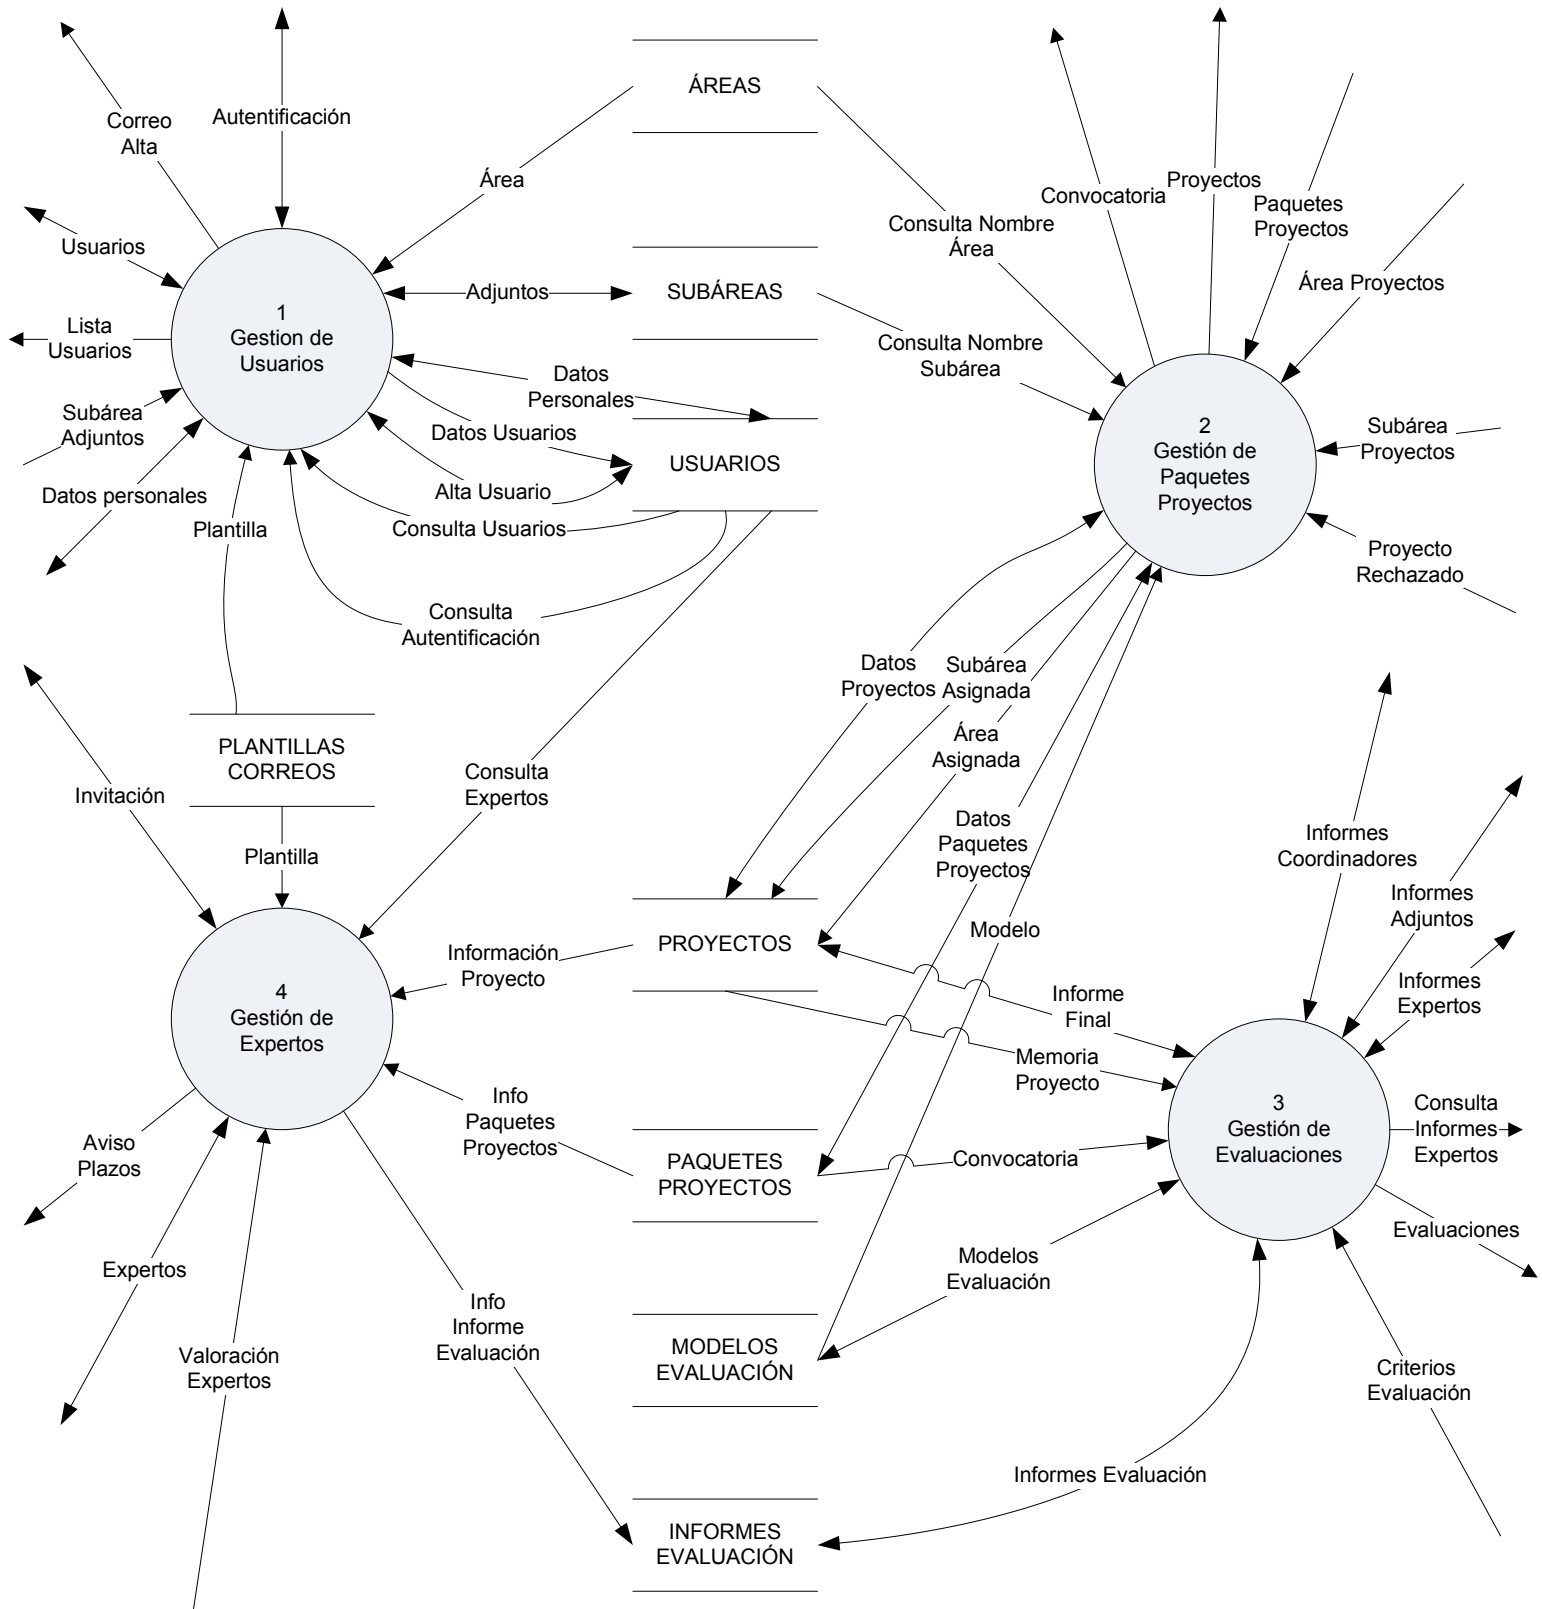 ÁREAS
Correo
Alta
Autentificación
Área
Convocatoria
Proyectos
Paquetes
Proyectos
Consulta Nombre
Área
Usuarios
Área Proyectos
Adjuntos
SUBÁREAS
1
Gestion de
Usuarios
Lista
Usuarios
Consulta Nombre
Subárea
Datos
Personales
Subárea
Adjuntos
Datos Usuarios
2
Gestión de
Paquetes
Proyectos
Subárea
Proyectos
USUARIOS
Datos personales
Alta Usuario
Plantilla
Consulta Usuarios
Proyecto
Rechazado
Consulta
Autentificación
Datos
Proyectos
Subárea
Asignada
PLANTILLAS
CORREOS
Área
Asignada
Consulta
Expertos
Invitación
Plantilla
Datos
Paquetes
Proyectos
Informes
Coordinadores
Informes
Adjuntos
PROYECTOS
Modelo
Información
Proyecto
Informes
Expertos
4
Gestión de
Expertos
Informe
Final
Memoria
Proyecto
Info
Paquetes
Proyectos
3
Gestión de
Evaluaciones
Consulta
Informes
Expertos
Aviso
Plazos
PAQUETES
PROYECTOS
Convocatoria
Evaluaciones
Expertos
Modelos
Evaluación
Info
Informe
Evaluación
Valoración
Expertos
MODELOS
EVALUACIÓN
Criterios
Evaluación
Informes Evaluación
INFORMES
EVALUACIÓN